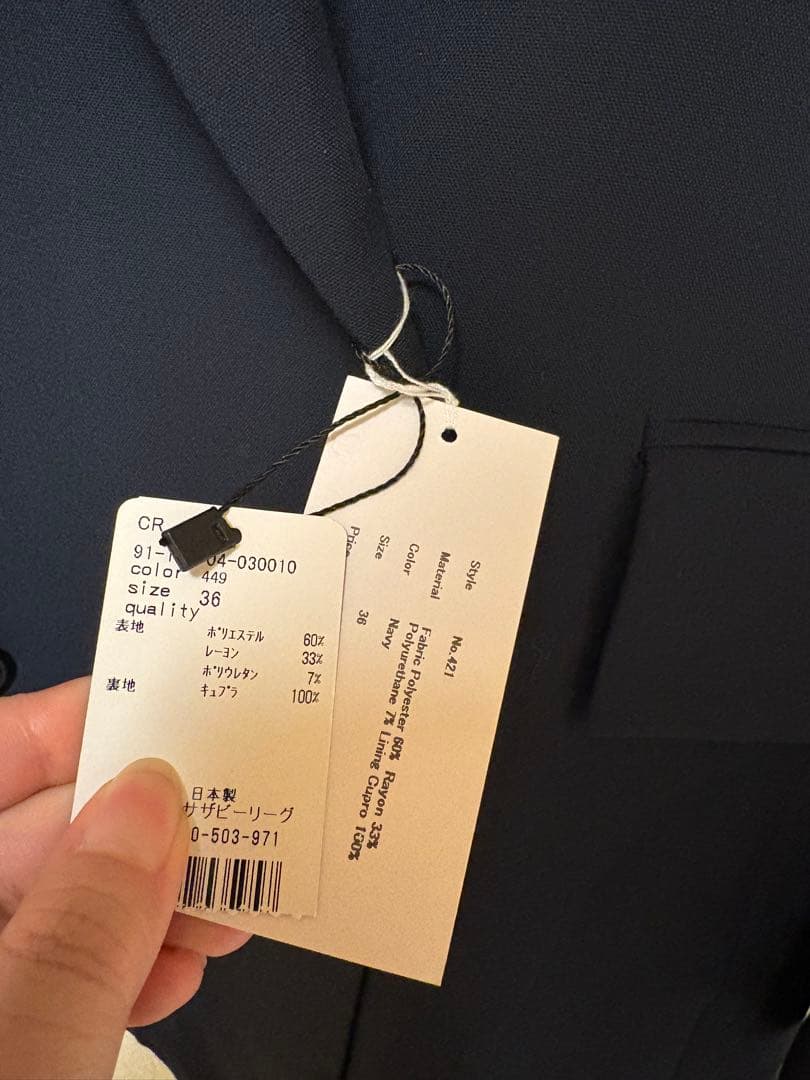 CR
91-1 04-030010
color 449
size 36
quality
表地 ポリエステル 60%
レーヨン 33%
ポリウレタン 7%
裏地 キュプラ 100%
日本製
サザビーリーグ
0-503-971
Style No.421
Material Fabric Polyester 60% Rayon 33%
Polyurethane 7% Lining Cupro 100%
Color Navy
Size 36
Price